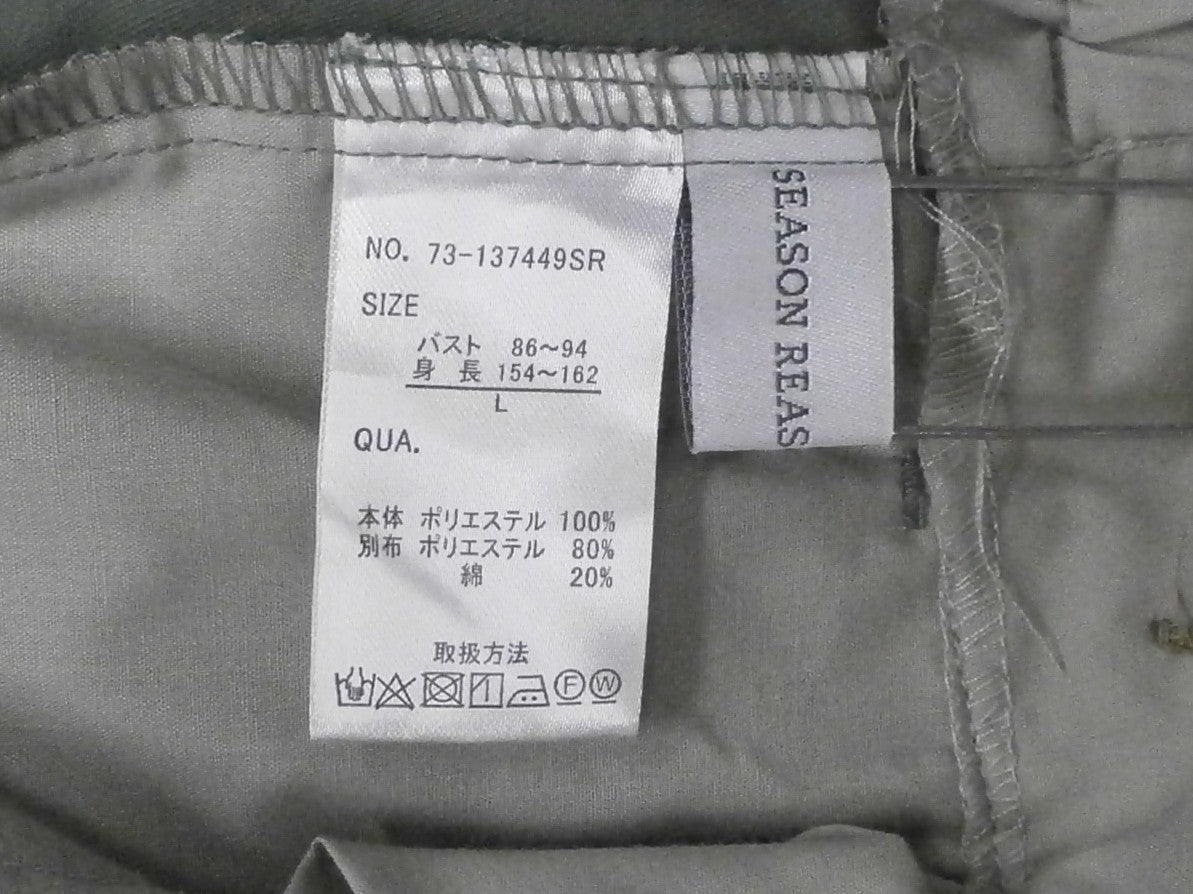 NO. 73-137449SR
SIZE
バスト 86〜94
身 長 154〜162
L
QUA.
本体 ポリエステル 100%
別布 ポリエステル 80%
綿 20%
取扱方法
F W
SEASON REAS